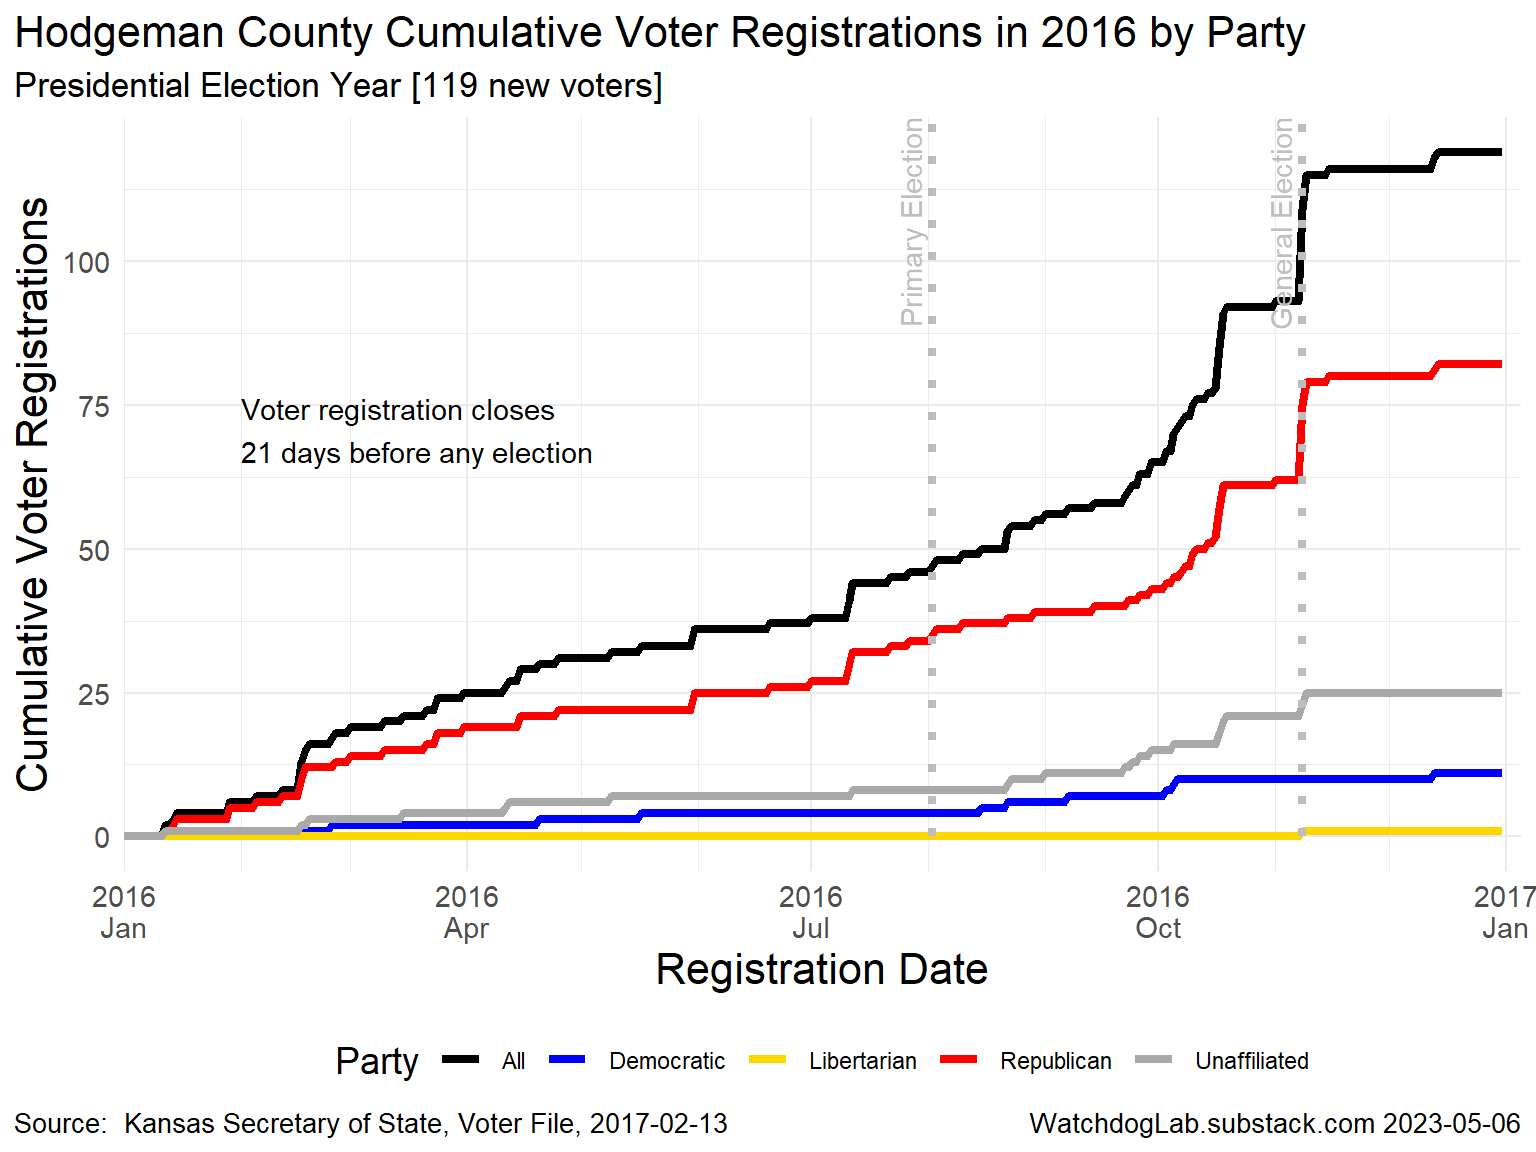 Hodgeman County Cumulative Voter Registrations in 2016 by Party
Presidential Election Year [119 new voters]
Cumulative Voter Registrations
100
75
50
25
0
Primary Election
General Election
Voter registration closes
21 days before any election
2016
Jan
2016
Apr
2016
Jul
2016
Oct
2017
Jan
Registration Date
Party
All
Democratic
Libertarian
Republican
Unaffiliated
Source:  Kansas Secretary of State, Voter File, 2017-02-13
WatchdogLab.substack.com 2023-05-06